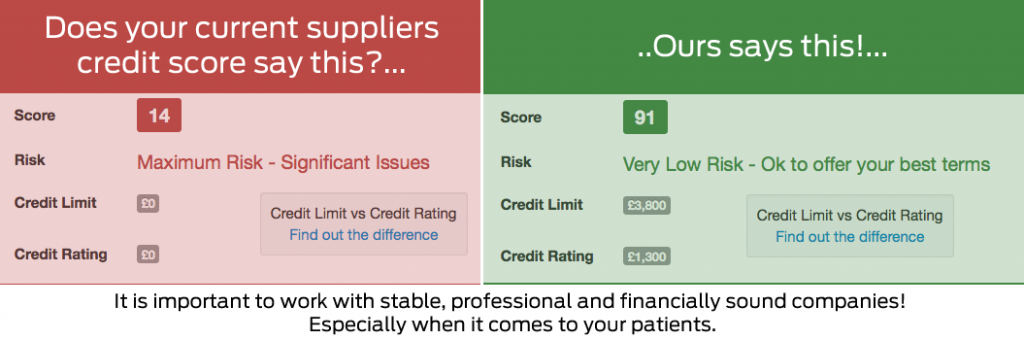 Does your current suppliers
credit score say this?...
Score
14
Risk
Maximum Risk - Significant Issues
Credit Limit
£0
Credit Limit vs Credit Rating
Find out the difference
Credit Rating
£0
..Ours says this!...
Score
91
Risk
Very Low Risk - Ok to offer your best terms
Credit Limit
£3,800
Credit Limit vs Credit Rating
Find out the difference
Credit Rating
£1,300
It is important to work with stable, professional and financially sound companies!
Especially when it comes to your patients.